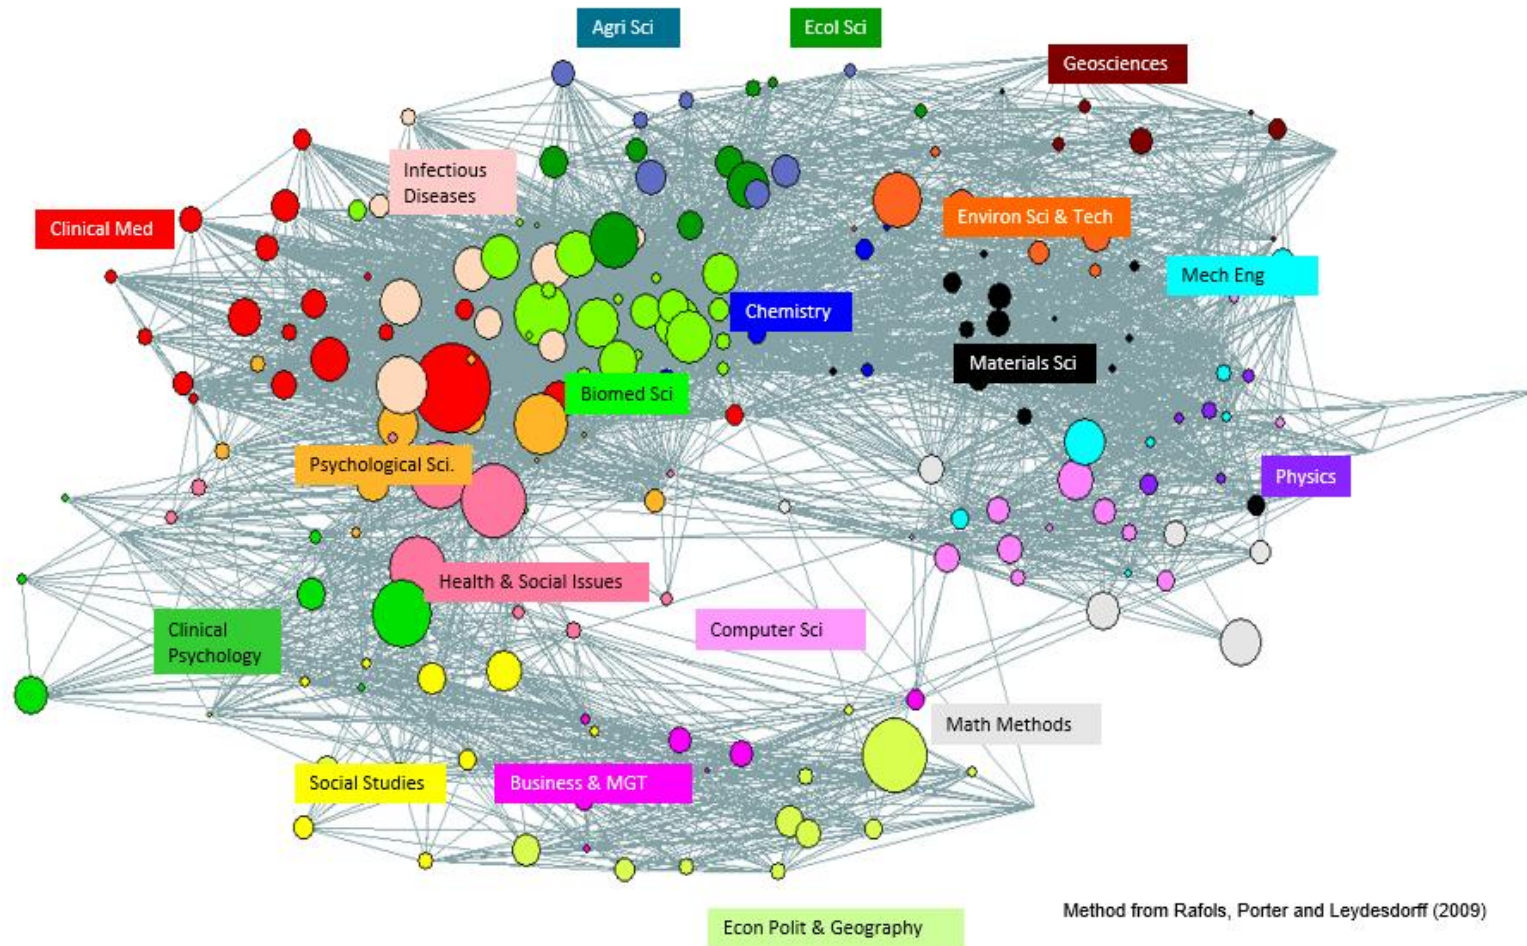 Agri Sci
Ecol Sci
Geosciences
Infectious
Diseases
Clinical Med
Environ Sci & Tech
Mech Eng
Chemistry
Materials Sci
Biomed Sci
Psychological Sci.
Physics
Health & Social Issues
Clinical
Psychology
Computer Sci
Math Methods
Social Studies
Business & MGT
Econ Polit & Geography
Method from Rafols, Porter and Leydesdorff (2009)